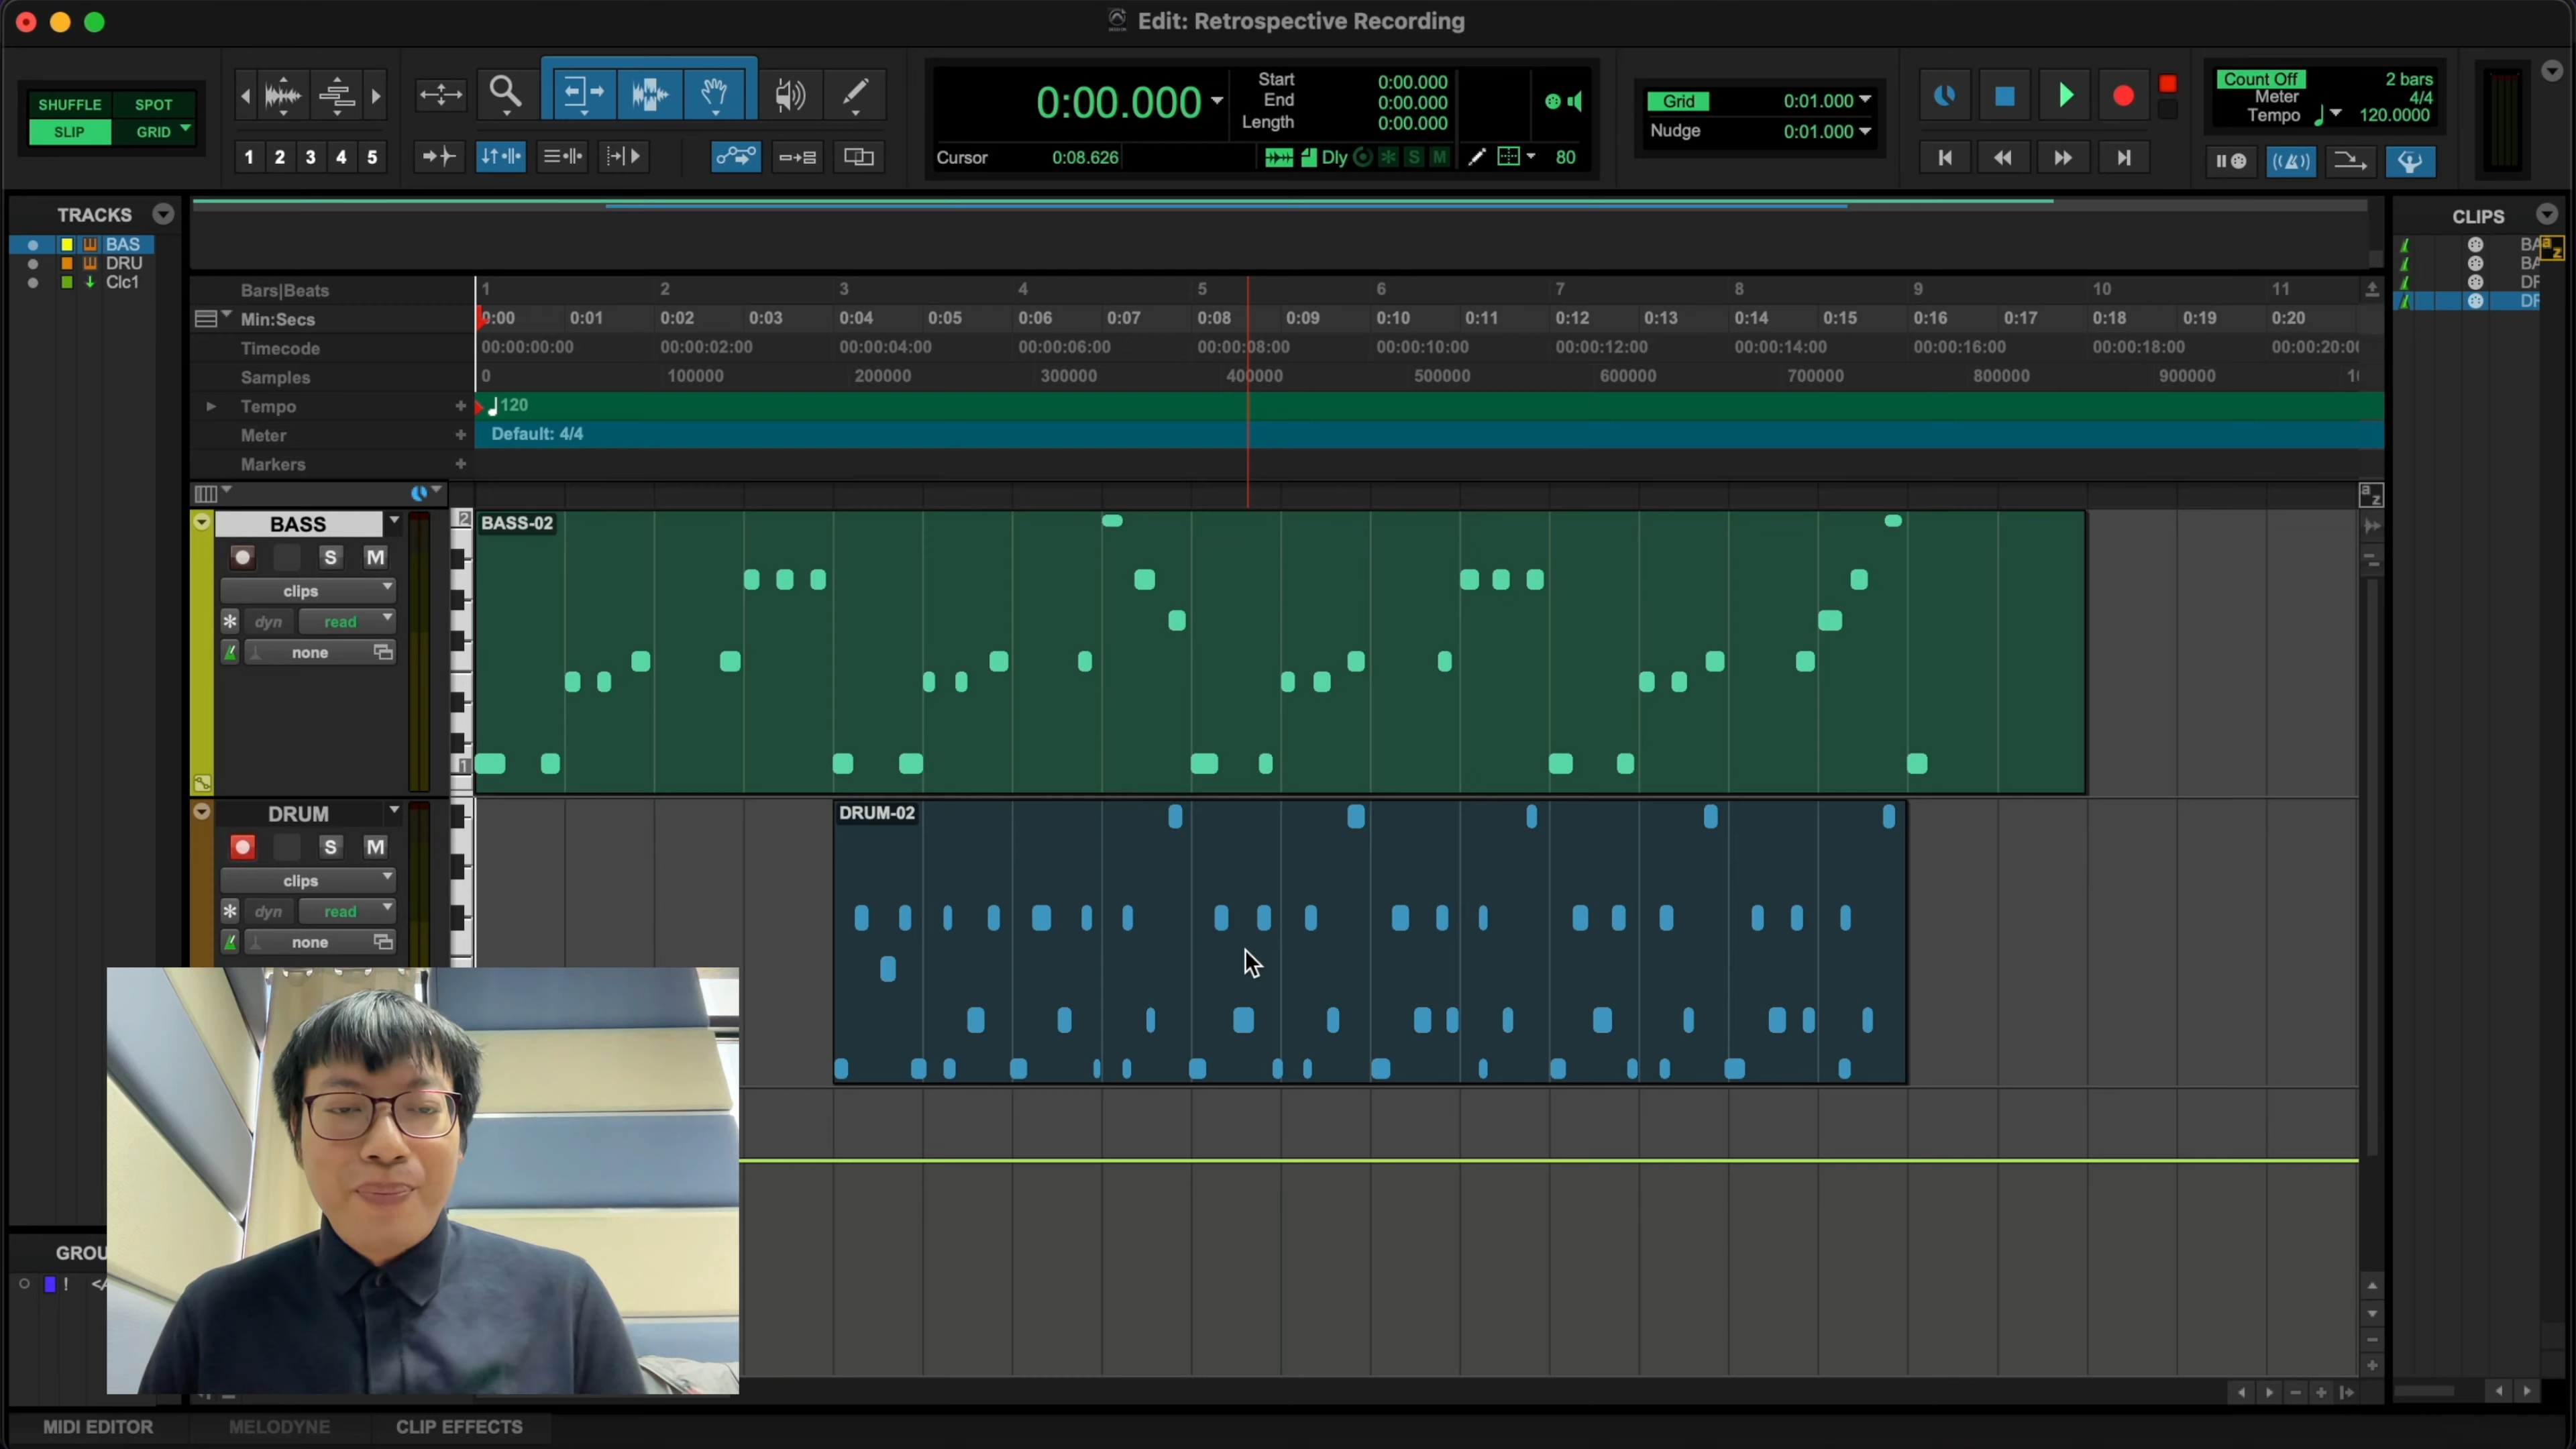 Edit: Retrospective Recording
SHUFFLE SPOT
SLIP GRID
1 2 3 4 5
0:00.000
Start 0:00.000
End 0:00.000
Length 0:00.000
Cursor 0:08.626
Dly S M
80
Grid 0:01.000
Nudge 0:01.000
Count Off 2 bars
Meter 4/4
Tempo 120.0000
TRACKS
BAS
DRU
Clc1
CLIPS
BA
BA
DF
DF
a z
Bars|Beats 1 2 3 4 5 6 7 8 9 10 11
Min:Secs 0:00 0:01 0:02 0:03 0:04 0:05 0:06 0:07 0:08 0:09 0:10 0:11 0:12 0:13 0:14 0:15 0:16 0:17 0:18 0:19 0:20
Timecode 00:00:00:00 00:00:02:00 00:00:04:00 00:00:06:00 00:00:08:00 00:00:10:00 00:00:12:00 00:00:14:00 00:00:16:00 00:00:18:00 00:00:20:00
Samples 0 100000 200000 300000 400000 500000 600000 700000 800000 900000
Tempo 120
Meter Default: 4/4
Markers
a z
BASS
S M
clips
dyn read
none
2
1
BASS-02
DRUM
S M
clips
dyn read
none
DRUM-02
GROU
! <A
MIDI EDITOR MELODYNE CLIP EFFECTS